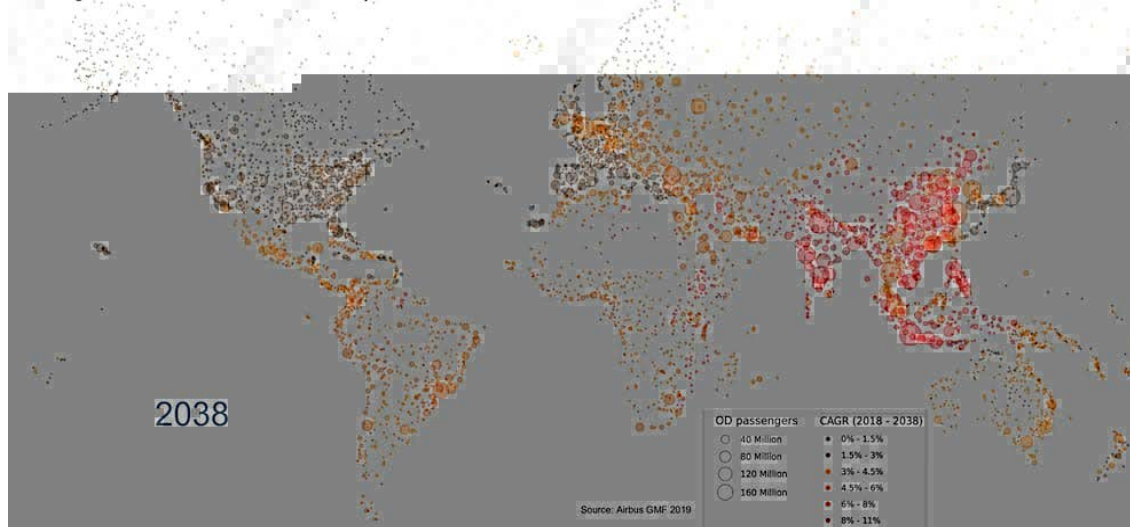 2038
OD passengers
40 Million
80 Million
120 Million
160 Million
CAGR (2018 - 2038)
0% - 1.5%
1.5% - 3%
3% - 4.5%
4.5% - 6%
6% - 8%
8% - 11%
Source: Airbus GMF 2019